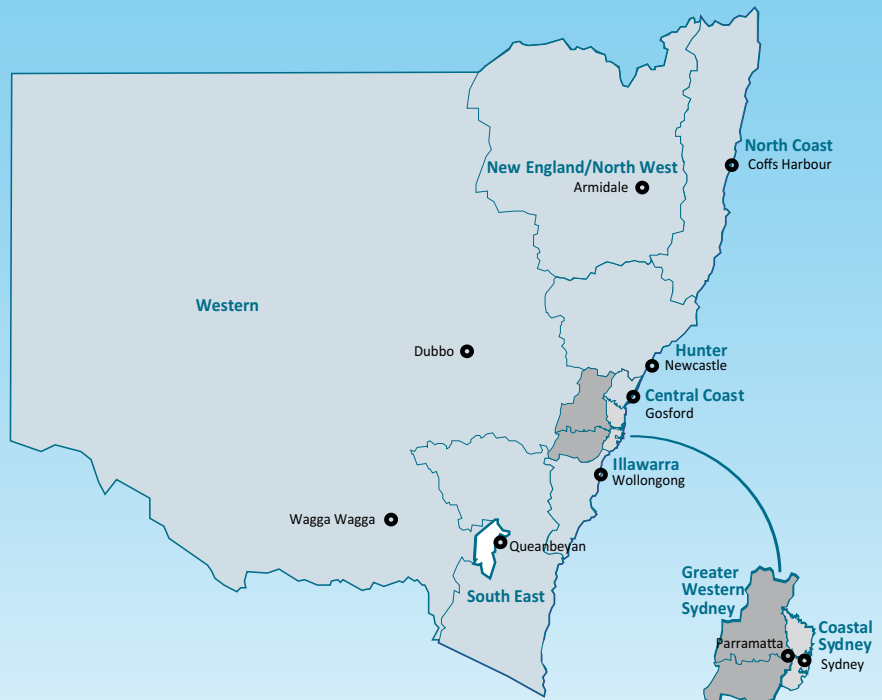 North Coast
Coffs Harbour
New England/North West
Armidale
Western
Dubbo
Hunter
Newcastle
Central Coast
Gosford
Illawarra
Wollongong
Wagga Wagga
Queanbeyan
South East
Greater
Western
Sydney
Coastal
Sydney
Parramatta
Sydney